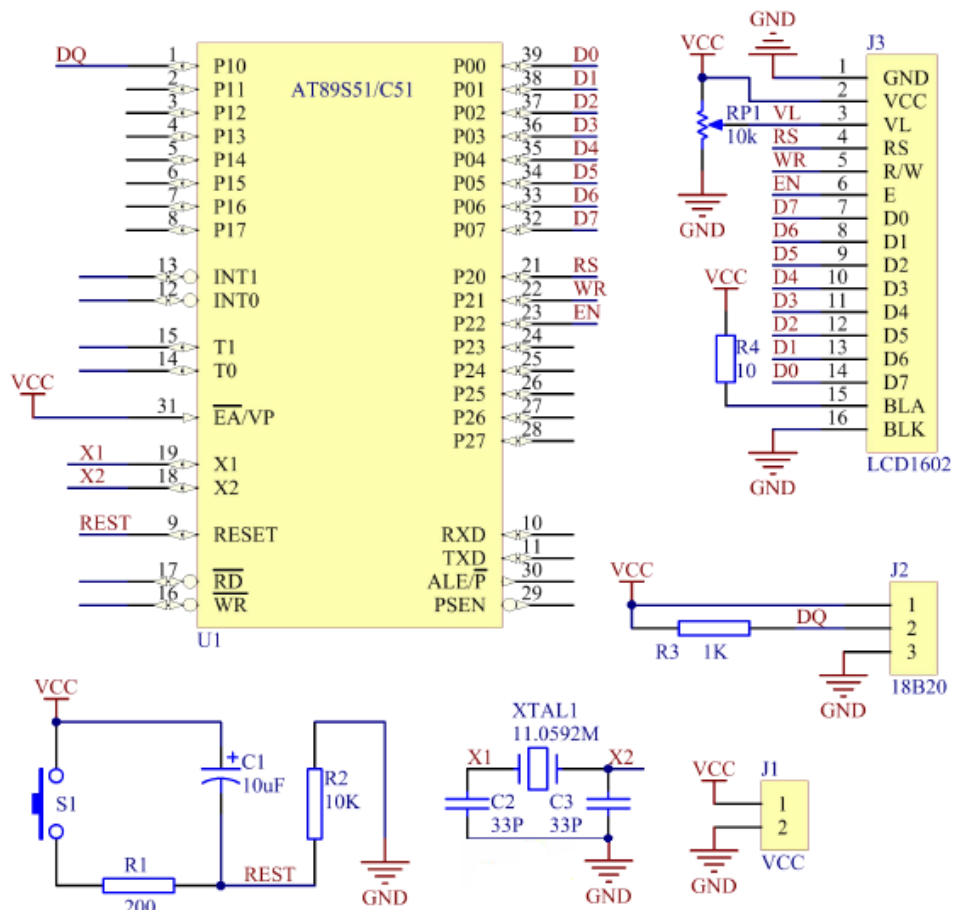 AT89S51/C51
DQ 1 P10
2 P11
3 P12
4 P13
5 P14
6 P15
7 P16
8 P17
13 INT1
12 INT0
15 T1
14 T0
VCC
31 EA/VP
X1 19 X1
X2 18 X2
REST 9 RESET
17 RD
16 WR
P00 39 D0
P01 38 D1
P02 37 D2
P03 36 D3
P04 35 D4
P05 34 D5
P06 33 D6
P07 32 D7
P20 21 RS
P21 22 WR
P22 23 EN
P23 24
P24 25
P25 26
P26 27
P27 28
RXD 10
TXD 11
ALE/P 30
PSEN 29
U1
GND
J3
VCC
RP1
10k
GND
1 GND
2 VCC
VL 3 VL
RS 4 RS
WR 5 R/W
EN 6 E
D7 7 D0
D6 8 D1
D5 9 D2
D4 10 D3
D3 11 D4
D2 12 D5
D1 13 D6
D0 14 D7
15 BLA
16 BLK
VCC
R4
10
GND
LCD1602
VCC
J2
1
DQ 2
3
R3 1K
GND
18B20
VCC
S1
C1
10uF
R2
10K
R1
200
REST
GND
XTAL1
11.0592M
X1
X2
C2
33P
C3
33P
GND
VCC
J1
1
2
GND
VCC